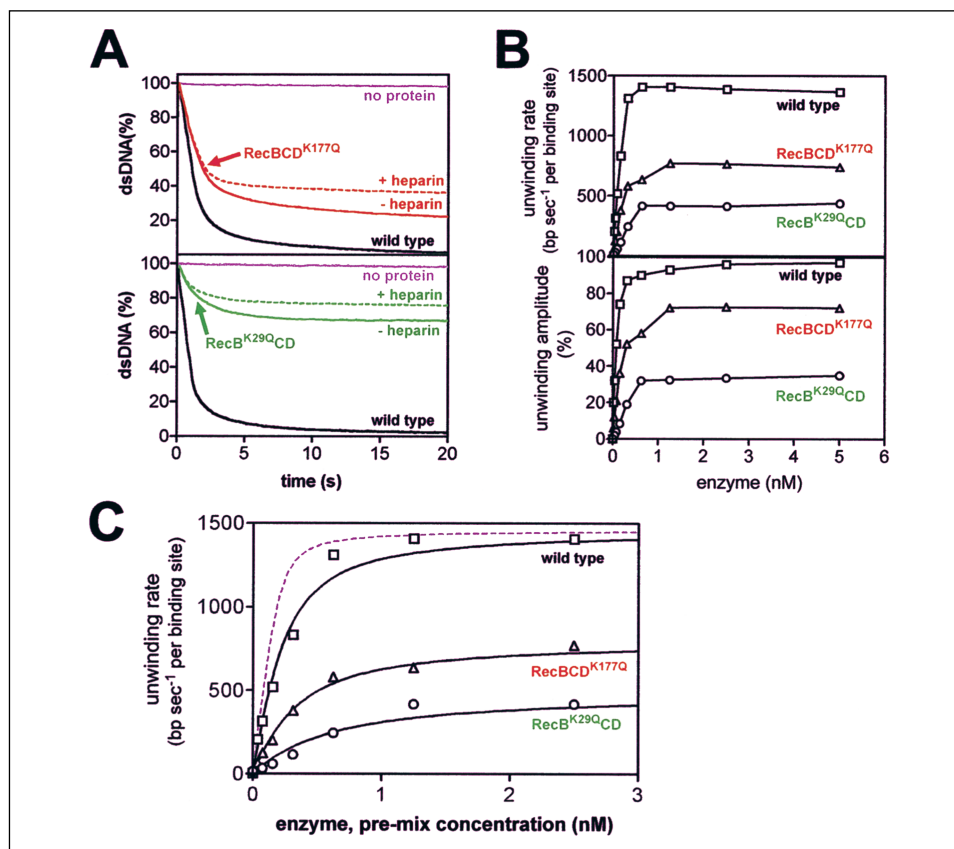 A
100
80
60
40
20
dsDNA(%)
no protein
RecBCD^K177Q
+ heparin
- heparin
wild type
100
80
60
40
20
0
dsDNA (%)
no protein
+ heparin
- heparin
RecB^K29QCD
wild type
0 5 10 15 20
time (s)
B
1500
1000
500
unwinding rate
(bp sec⁻¹ per binding site)
wild type
RecBCD^K177Q
RecB^K29QCD
100
80
60
40
20
0
unwinding amplitude
(%)
wild type
RecBCD^K177Q
RecB^K29QCD
0 1 2 3 4 5 6
enzyme (nM)
C
1500
1000
500
0
unwinding rate
(bp sec⁻¹ per binding site)
wild type
RecBCD^K177Q
RecB^K29QCD
0 1 2 3
enzyme, pre-mix concentration (nM)